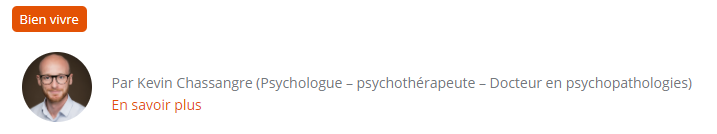 Bien vivre
Par Kevin Chassangre (Psychologue – psychothérapeute – Docteur en psychopathologies)
En savoir plus